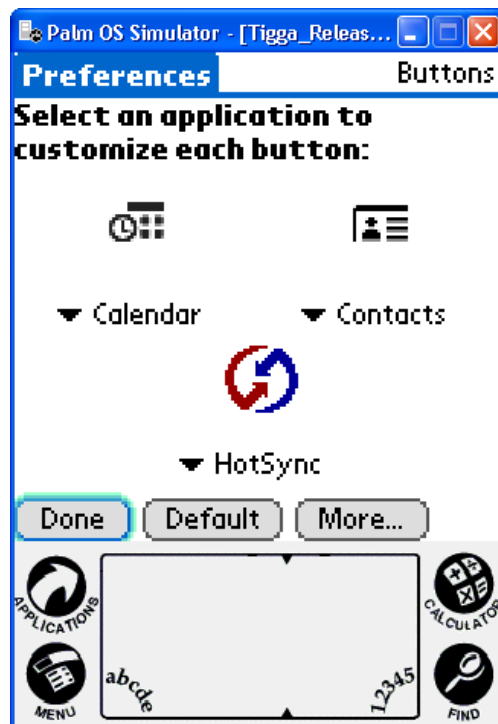 Palm OS Simulator - [Tigga_Releas...
Preferences
Buttons
Select an application to
customize each button:
Calendar
Contacts
HotSync
Done
Default
More...
APPLICATIONS
CALCULATOR
abcde
12345
MENU
FIND